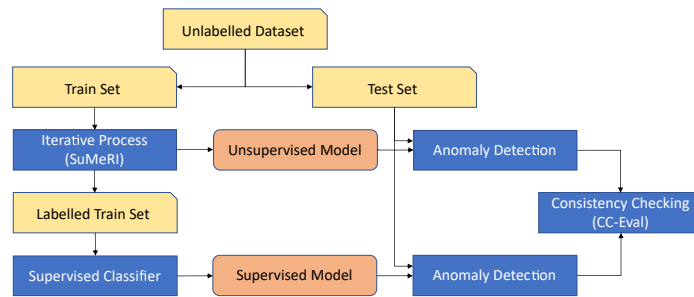 Unlabelled Dataset
Train Set
Test Set
Iterative Process
(SuMeRI)
Unsupervised Model
Anomaly Detection
Labelled Train Set
Consistency Checking
(CC-Eval)
Supervised Classifier
Supervised Model
Anomaly Detection